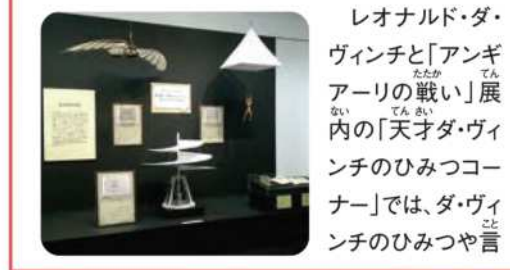 レオナルド・ダ・
ヴィンチと「アンギ
アーリの戦い」展
内の「天才ダ・ヴィ
ンチのひみつコー
ナー」では、ダ・ヴィ
ンチのひみつや言